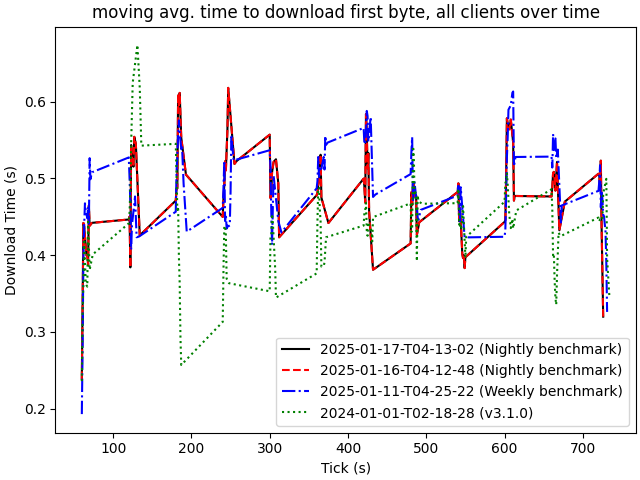 moving avg. time to download first byte, all clients over time
Download Time (s)
0.6
0.5
0.4
0.3
0.2
2025-01-17-T04-13-02 (Nightly benchmark)
2025-01-16-T04-12-48 (Nightly benchmark)
2025-01-11-T04-25-22 (Weekly benchmark)
2024-01-01-T02-18-28 (v3.1.0)
100 200 300 400 500 600 700
Tick (s)